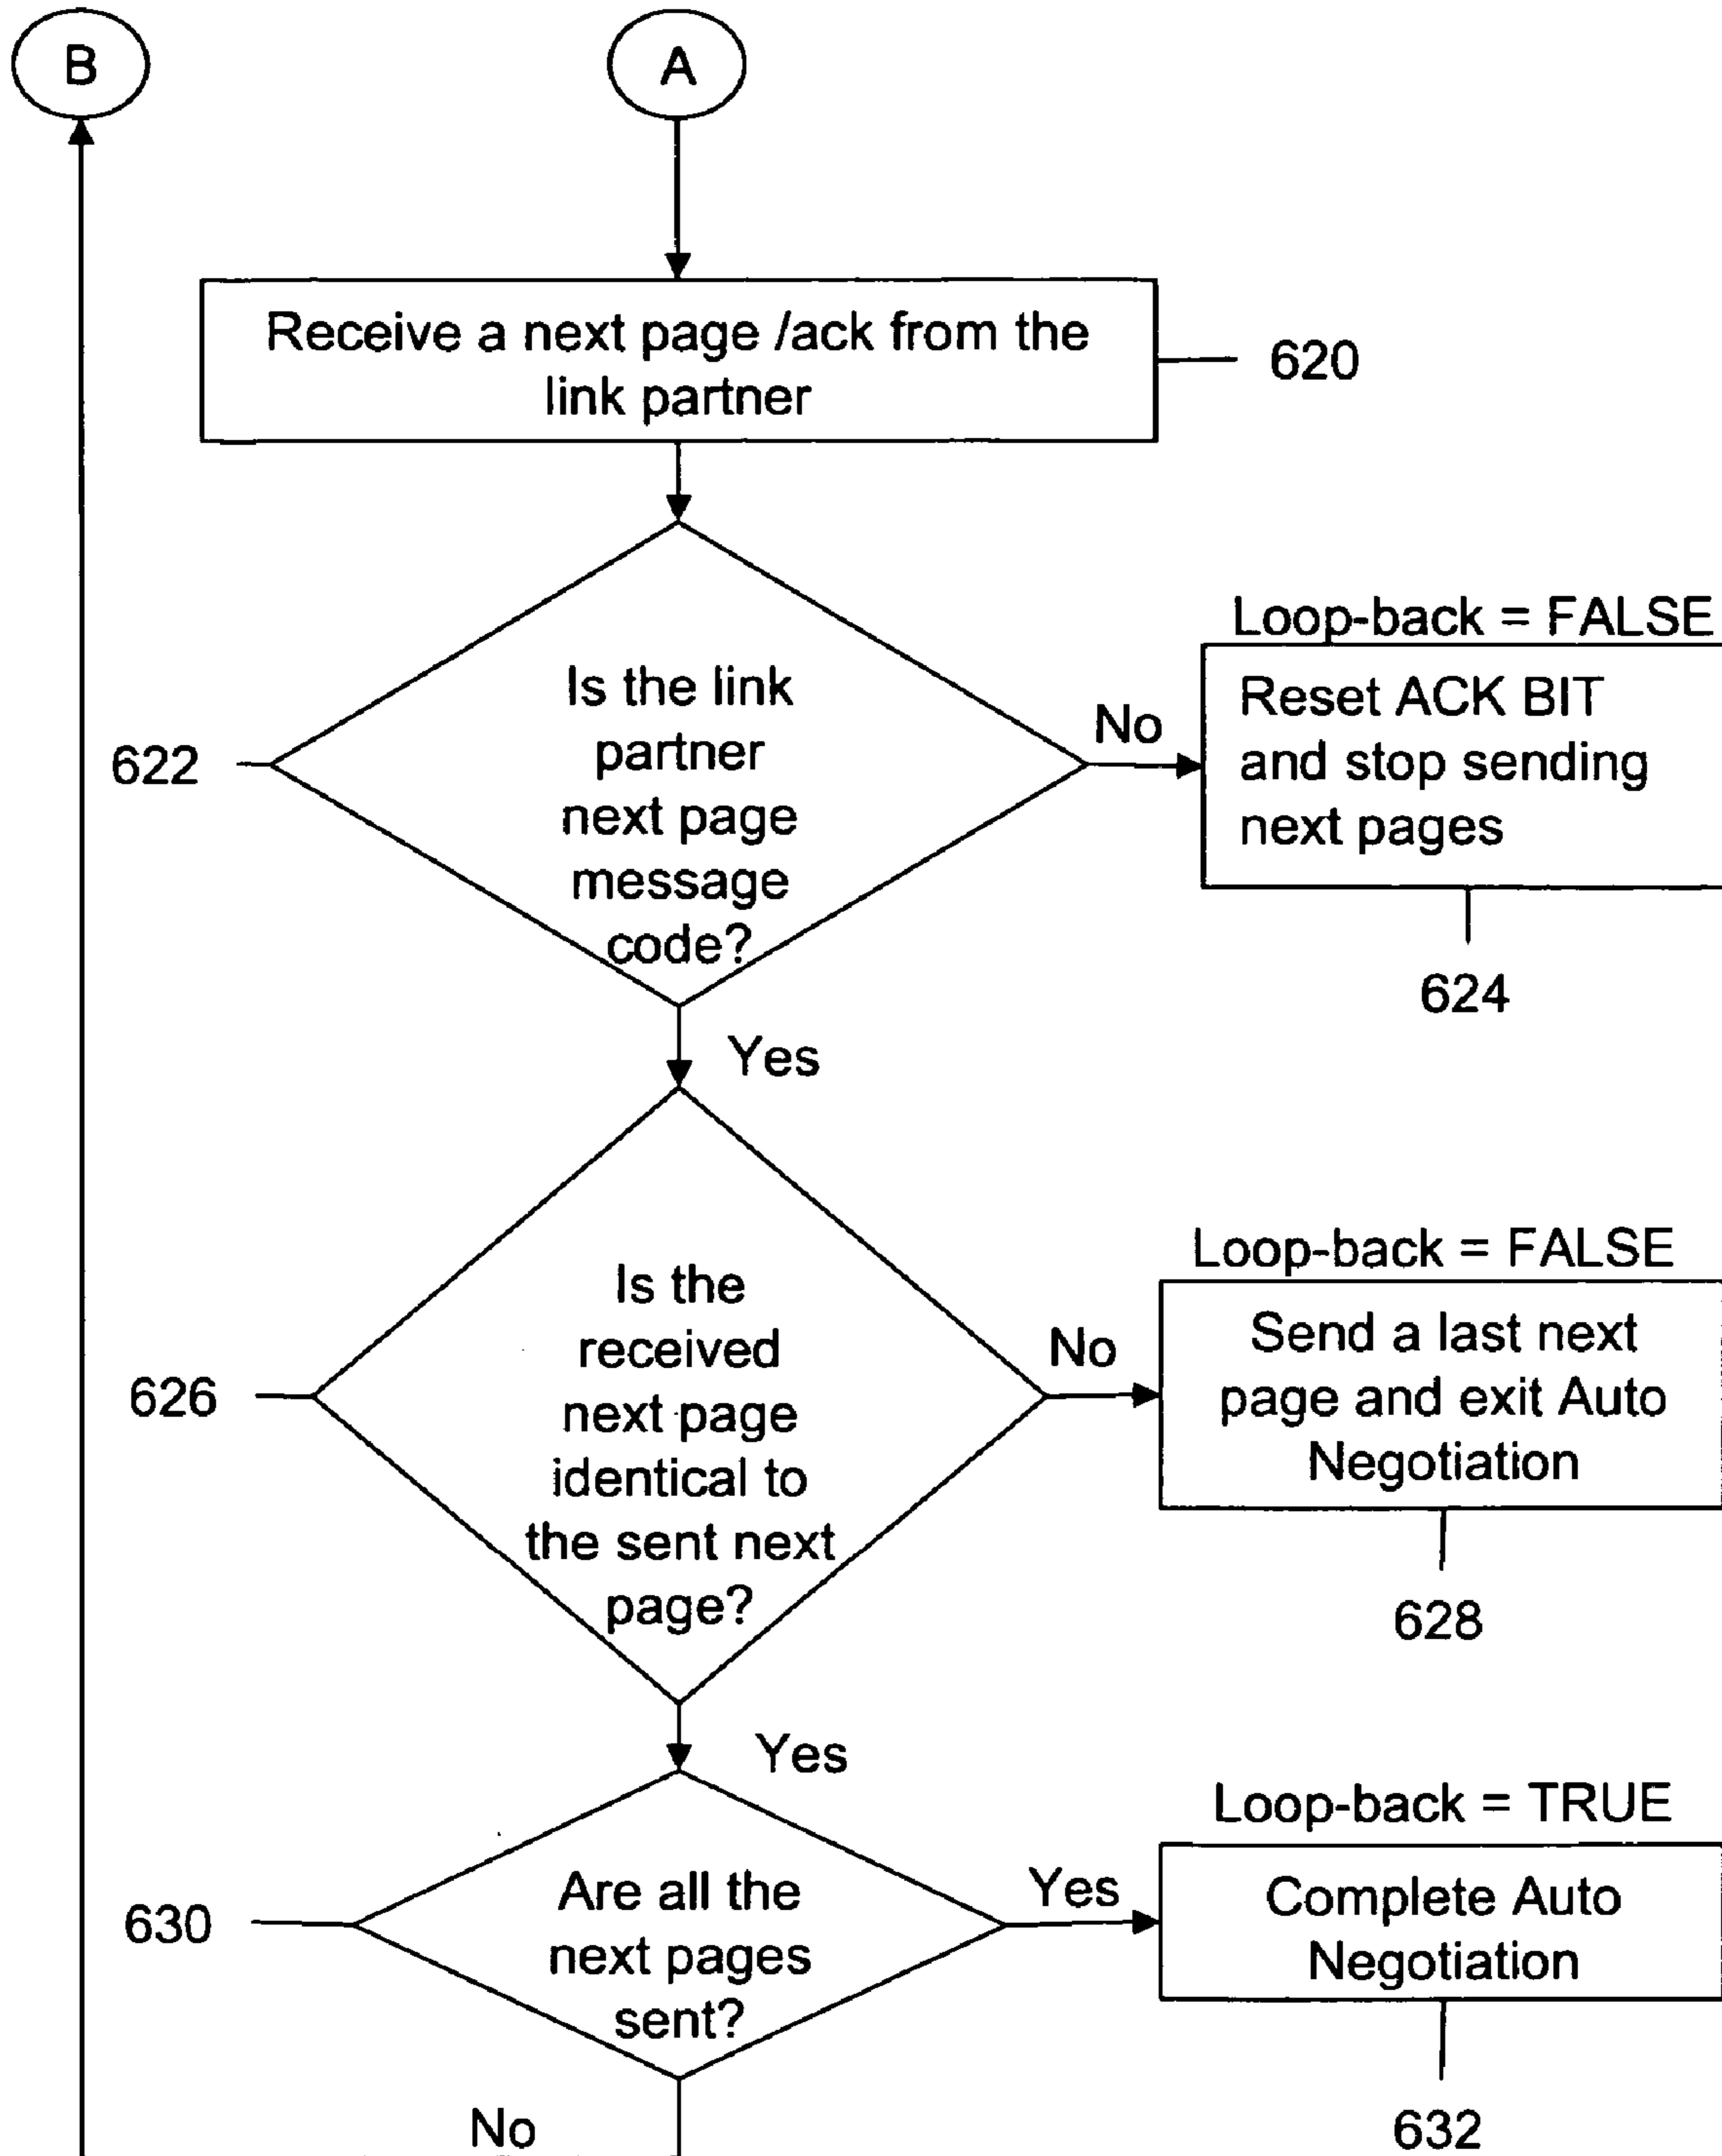 B
A
Receive a next page /ack from the
link partner
620
Is the link
partner
next page
message
code?
622
No
Loop-back = FALSE
Reset ACK BIT
and stop sending
next pages
624
Yes
Is the
received
next page
identical to
the sent next
page?
626
No
Loop-back = FALSE
Send a last next
page and exit Auto
Negotiation
628
Yes
Are all the
next pages
sent?
630
Yes
Loop-back = TRUE
Complete Auto
Negotiation
632
No